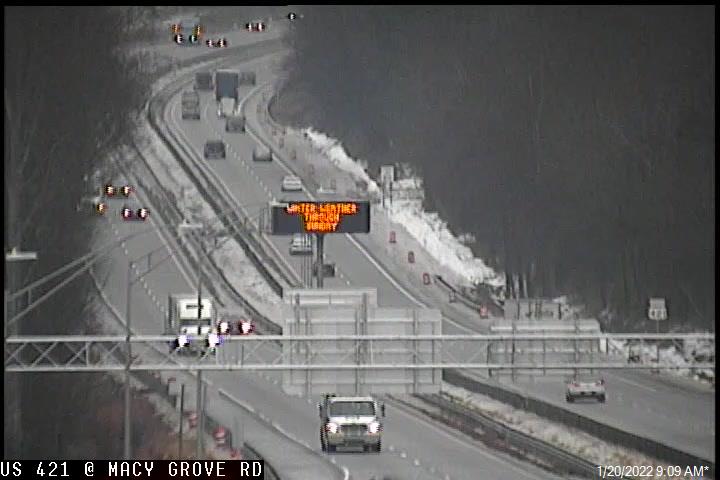 WINTER WEATHER
THROUGH
SUNDAY
US 421 @ MACY GROVE RD
1/20/2022 9:09 AM*